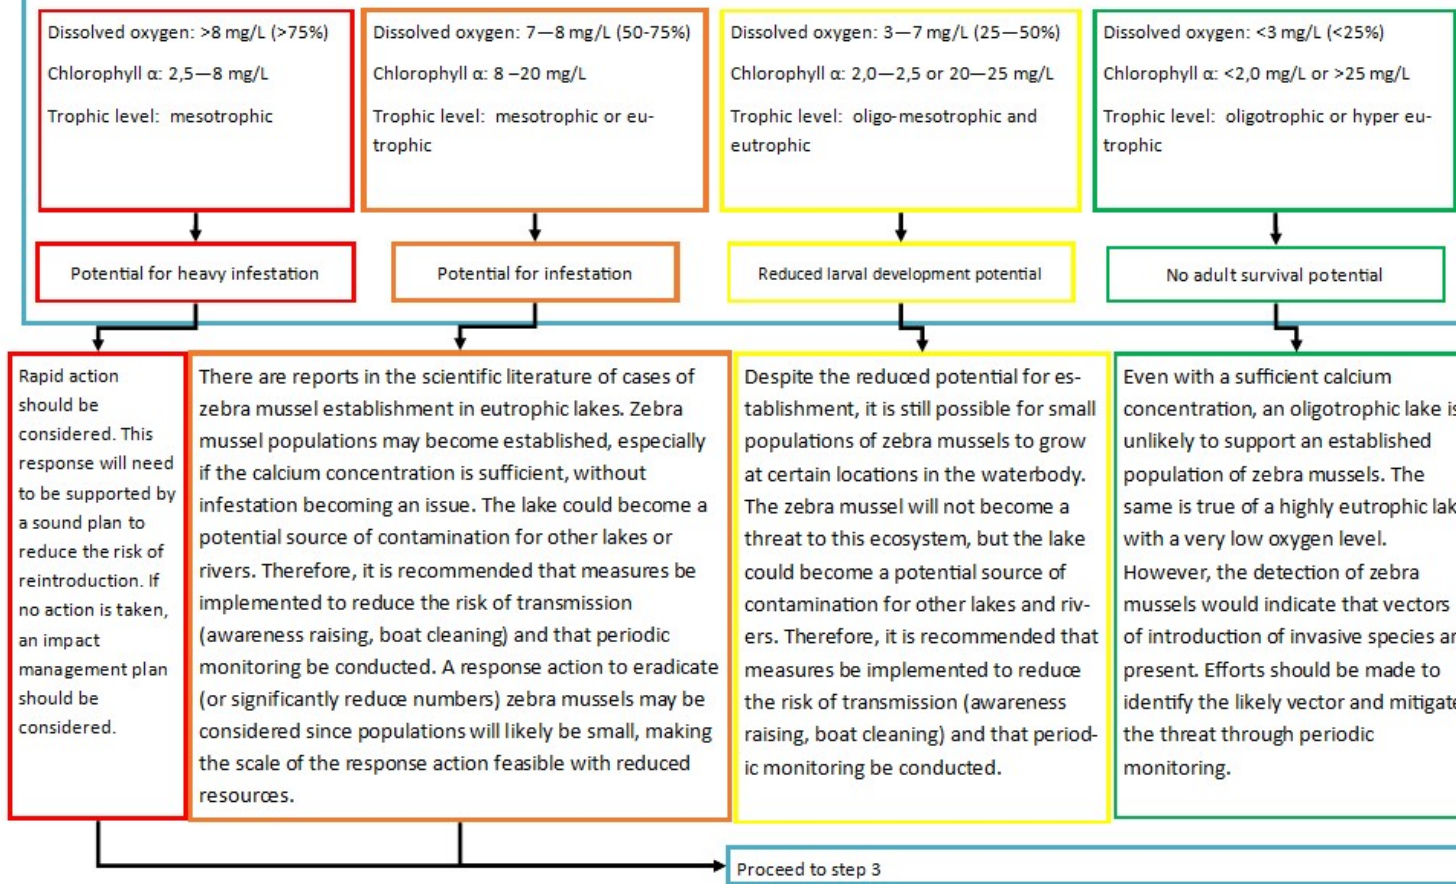 Dissolved oxygen: >8 mg/L (>75%)
Chlorophyll α: 2,5—8 mg/L
Trophic level:  mesotrophic
Dissolved oxygen: 7—8 mg/L (50-75%)
Chlorophyll α: 8 –20 mg/L
Trophic level:  mesotrophic or eu-
trophic
Dissolved oxygen: 3—7 mg/L (25—50%)
Chlorophyll α: 2,0—2,5 or 20—25 mg/L
Trophic level:  oligo-mesotrophic and
eutrophic
Dissolved oxygen: <3 mg/L (<25%)
Chlorophyll α: <2,0 mg/L or >25 mg/L
Trophic level:  oligotrophic or hyper eu-
trophic
Potential for heavy infestation
Potential for infestation
Reduced larval development potential
No adult survival potential
Rapid action
should be
considered. This
response will need
to be supported by
a sound plan to
reduce the risk of
reintroduction. If
no action is taken,
an impact
management plan
should be
considered.
There are reports in the scientific literature of cases of
zebra mussel establishment in eutrophic lakes. Zebra
mussel populations may become established, especially
if the calcium concentration is sufficient, without
infestation becoming an issue. The lake could become a
potential source of contamination for other lakes or
rivers. Therefore, it is recommended that measures be
implemented to reduce the risk of transmission
(awareness raising, boat cleaning) and that periodic
monitoring be conducted. A response action to eradicate
(or significantly reduce numbers) zebra mussels may be
considered since populations will likely be small, making
the scale of the response action feasible with reduced
resources.
Despite the reduced potential for es-
tablishment, it is still possible for small
populations of zebra mussels to grow
at certain locations in the waterbody.
The zebra mussel will not become a
threat to this ecosystem, but the lake
could become a potential source of
contamination for other lakes and riv-
ers. Therefore, it is recommended that
measures be implemented to reduce
the risk of transmission (awareness
raising, boat cleaning) and that period-
ic monitoring be conducted.
Even with a sufficient calcium
concentration, an oligotrophic lake is
unlikely to support an established
population of zebra mussels. The
same is true of a highly eutrophic lak
with a very low oxygen level.
However, the detection of zebra
mussels would indicate that vectors
of introduction of invasive species ar
present. Efforts should be made to
identify the likely vector and mitigate
the threat through periodic
monitoring.
Proceed to step 3